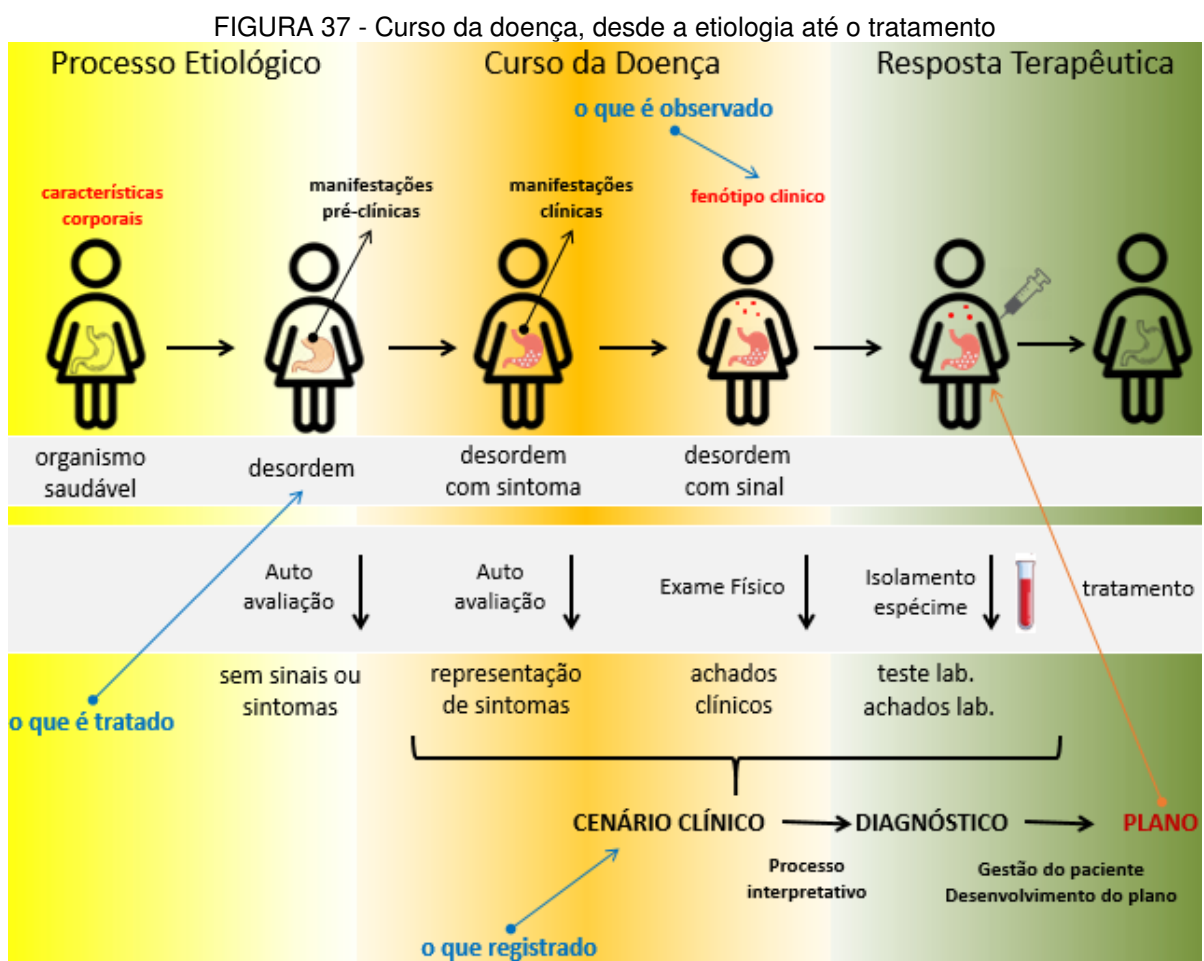 FIGURA 37 - Curso da doença, desde a etiologia até o tratamento
Processo Etiológico
Curso da Doença
Resposta Terapêutica
o que é observado
características
corporais
manifestações
pré-clínicas
manifestações
clínicas
fenótipo clinico
organismo
saudável
desordem
desordem
com sintoma
desordem
com sinal
Auto
avaliação
Auto
avaliação
Exame Físico
Isolamento
espécime
tratamento
sem sinais ou
sintomas
representação
de sintomas
achados
clínicos
teste lab.
achados lab.
o que é tratado
CENÁRIO CLÍNICO
DIAGNÓSTICO
PLANO
Processo
interpretativo
Gestão do paciente
Desenvolvimento do plano
o que registrado